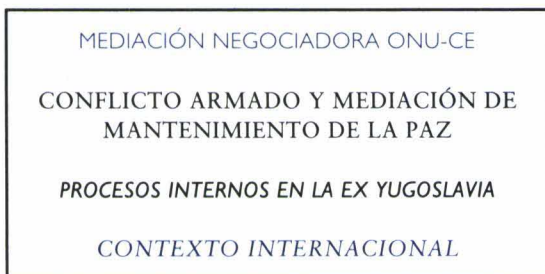 MEDIACIÓN NEGOCIADORA ONU-CE
CONFLICTO ARMADO Y MEDIACIÓN DE
MANTENIMIENTO DE LA PAZ
PROCESOS INTERNOS EN LA EX YUGOSLAVIA
CONTEXTO INTERNACIONAL